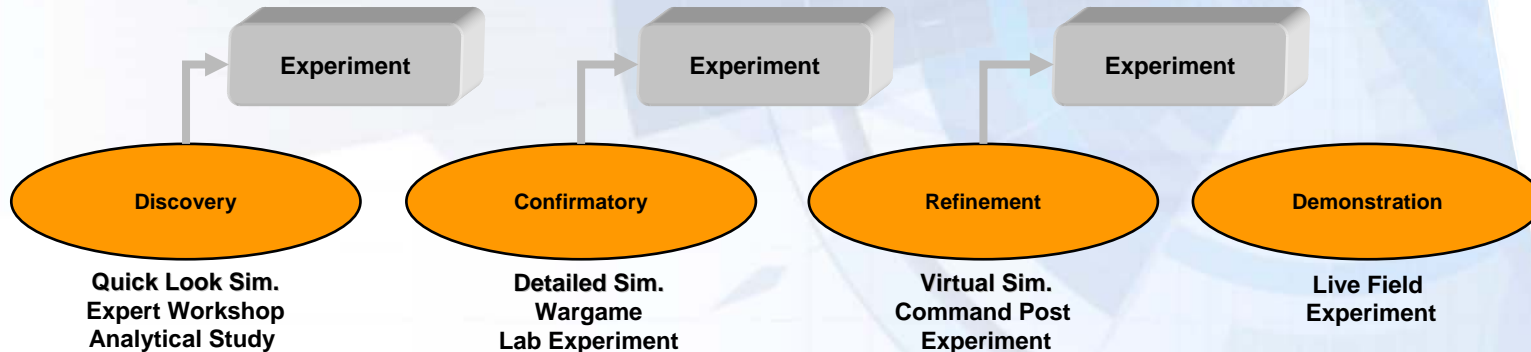 Experiment
Experiment
Experiment
Discovery
Confirmatory
Refinement
Demonstration
Quick Look Sim.
Expert Workshop
Analytical Study
Detailed Sim.
Wargame
Lab Experiment
Virtual Sim.
Command Post
Experiment
Live Field
Experiment